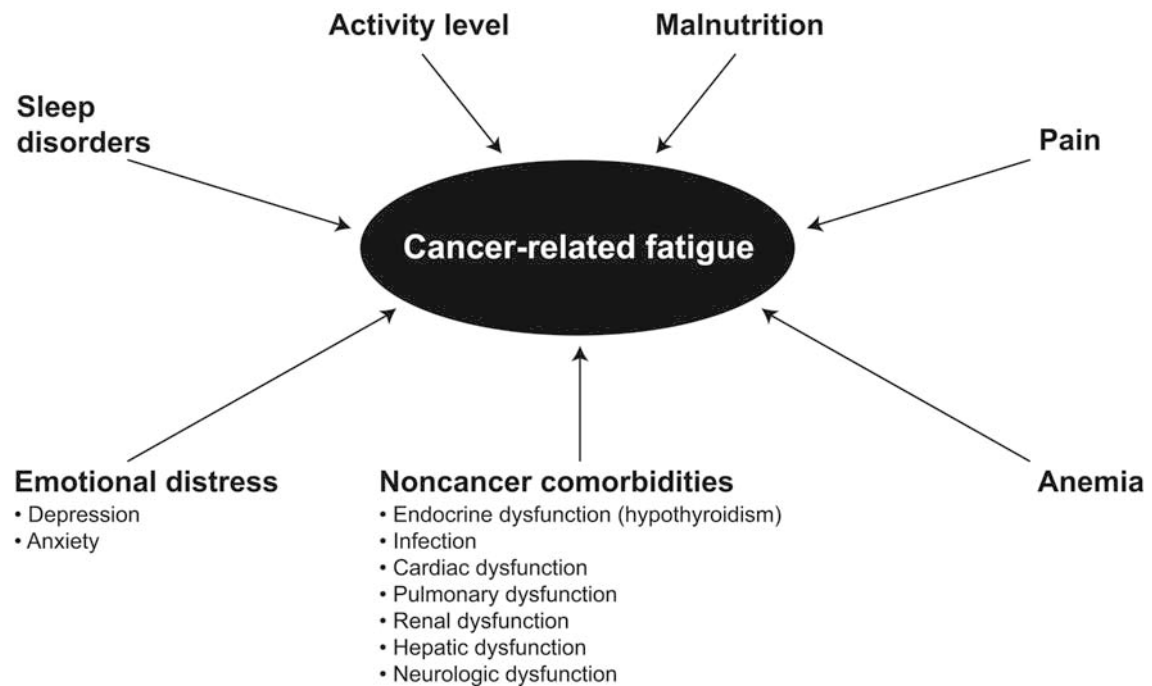 Activity level
Malnutrition
Sleep
disorders
Pain
Cancer-related fatigue
Emotional distress
• Depression
• Anxiety
Noncancer comorbidities
• Endocrine dysfunction (hypothyroidism)
• Infection
• Cardiac dysfunction
• Pulmonary dysfunction
• Renal dysfunction
• Hepatic dysfunction
• Neurologic dysfunction
Anemia